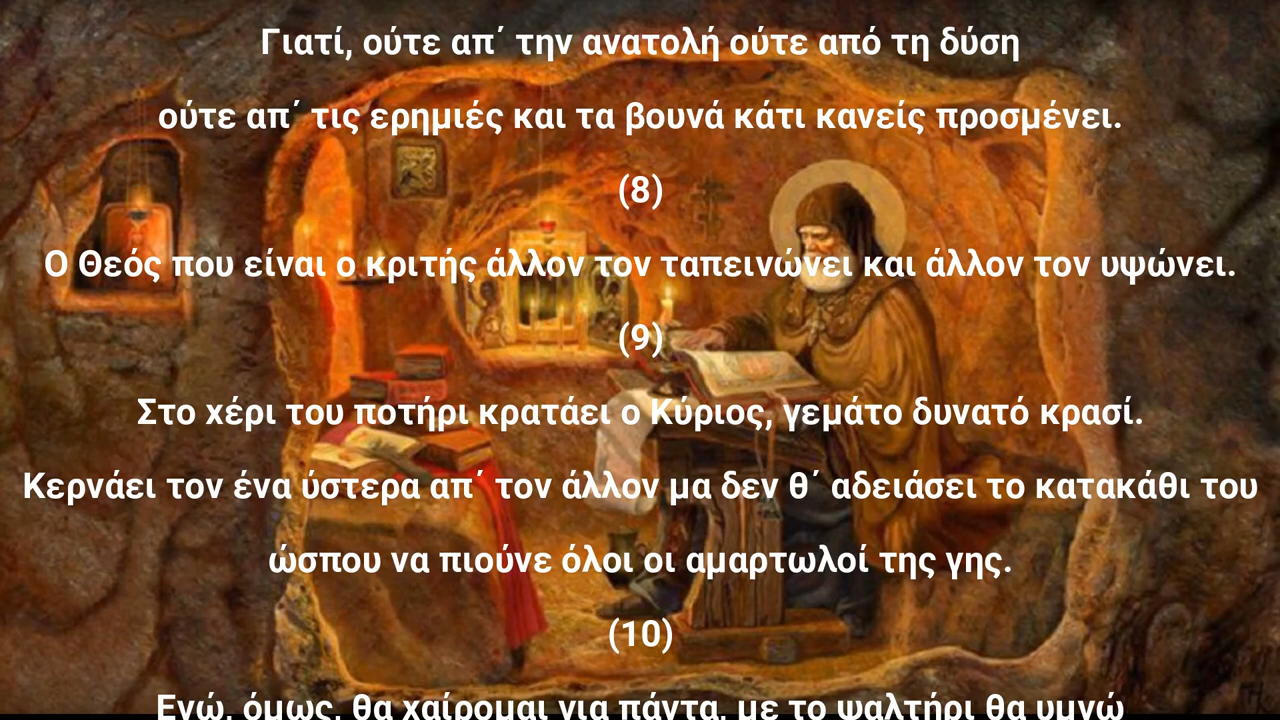 Γιατί, ούτε απ΄ την ανατολή ούτε από τη δύση
ούτε απ΄ τις ερημιές και τα βουνά κάτι κανείς προσμένει.
(8)
Ο Θεός που είναι ο κριτής άλλον τον ταπεινώνει και άλλον τον υψώνει.
(9)
Στο χέρι του ποτήρι κρατάει ο Κύριος, γεμάτο δυνατό κρασί.
Κερνάει τον ένα ύστερα απ΄ τον άλλον μα δεν θ΄ αδειάσει το κατακάθι του
ώσπου να πιούνε όλοι οι αμαρτωλοί της γης.
(10)
Εγώ, όμως, θα χαίρομαι για πάντα, με το ψαλτήρι θα υμνώ